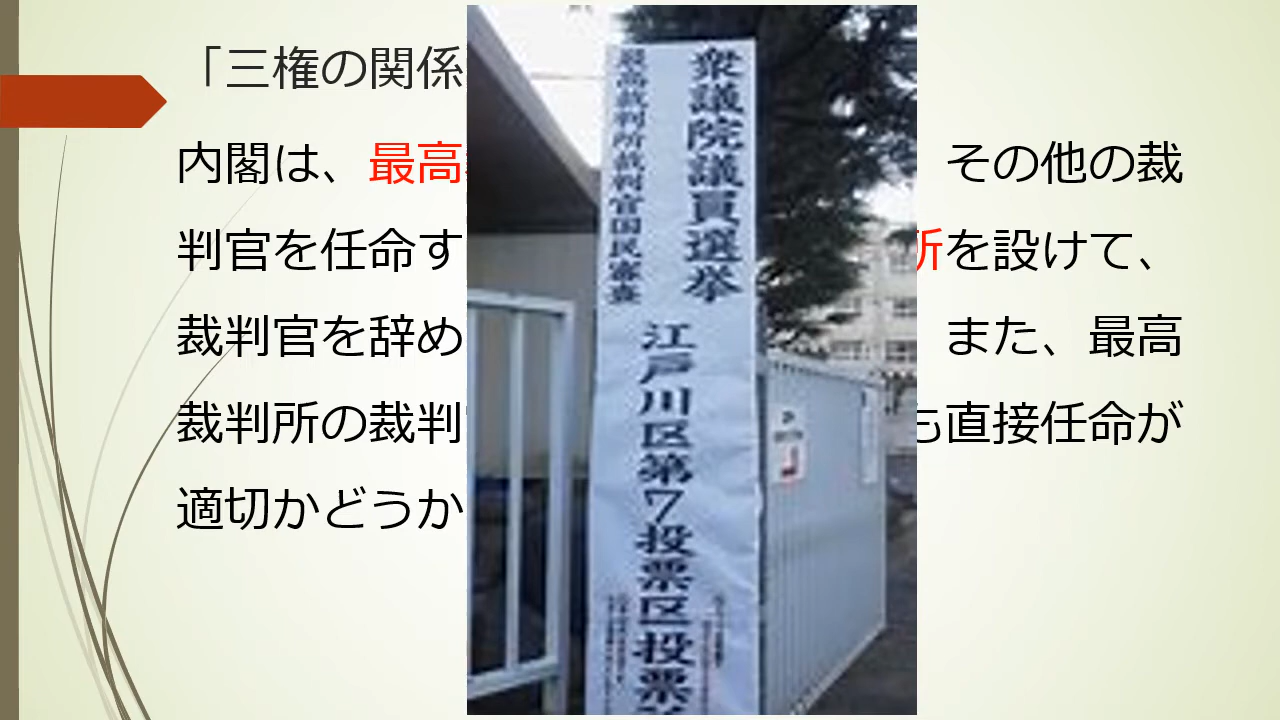 「三権の関係
内閣は、最高
その他の裁
判官を任命す
所を設けて、
裁判官を辞め
また、最高
裁判所の裁判
も直接任命が
適切かどうか
衆議院議員選挙
最高裁判所裁判官国民審査
江戸川区第7投票区投票